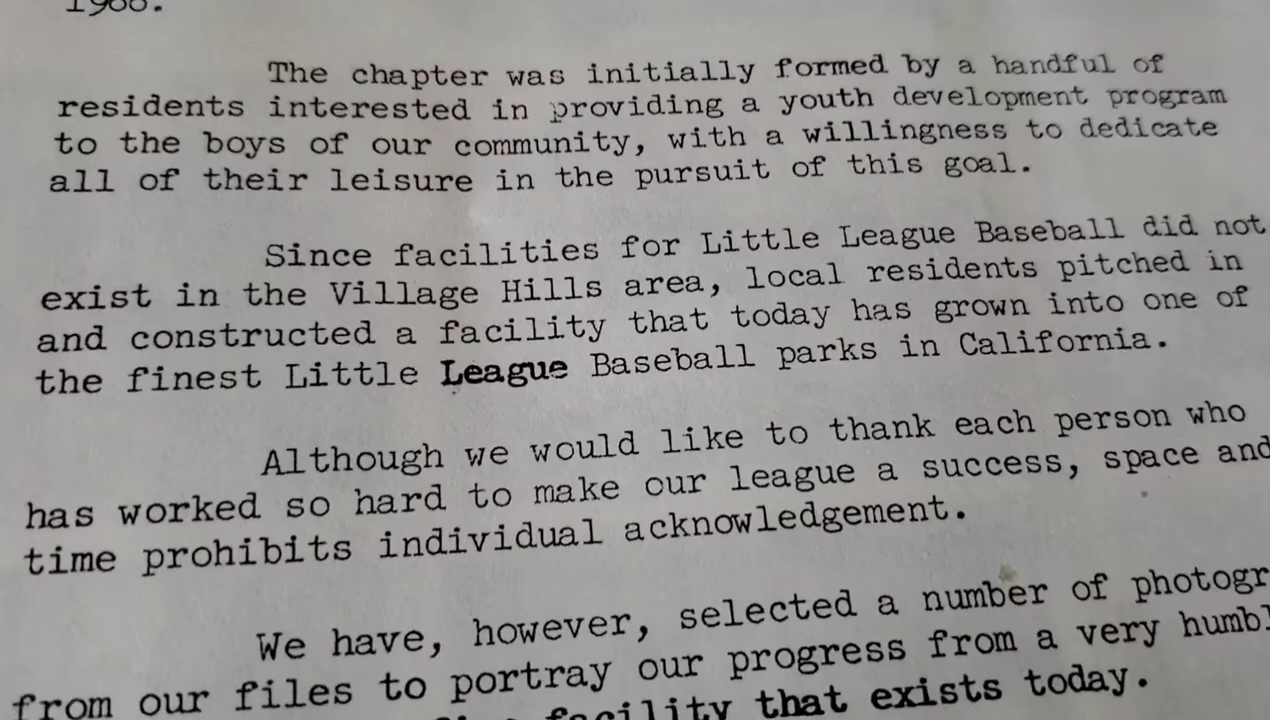 1968.
The chapter was initially formed by a handful of
residents interested in providing a youth development program
to the boys of our community, with a willingness to dedicate
all of their leisure in the pursuit of this goal.
Since facilities for Little League Baseball did not
exist in the Village Hills area, local residents pitched in
and constructed a facility that today has grown into one of
the finest Little League Baseball parks in California.
Although we would like to thank each person who
has worked so hard to make our league a success, space and
time prohibits individual acknowledgement.
We have, however, selected a number of photogr
from our files to portray our progress from a very humbl
facility that exists today.